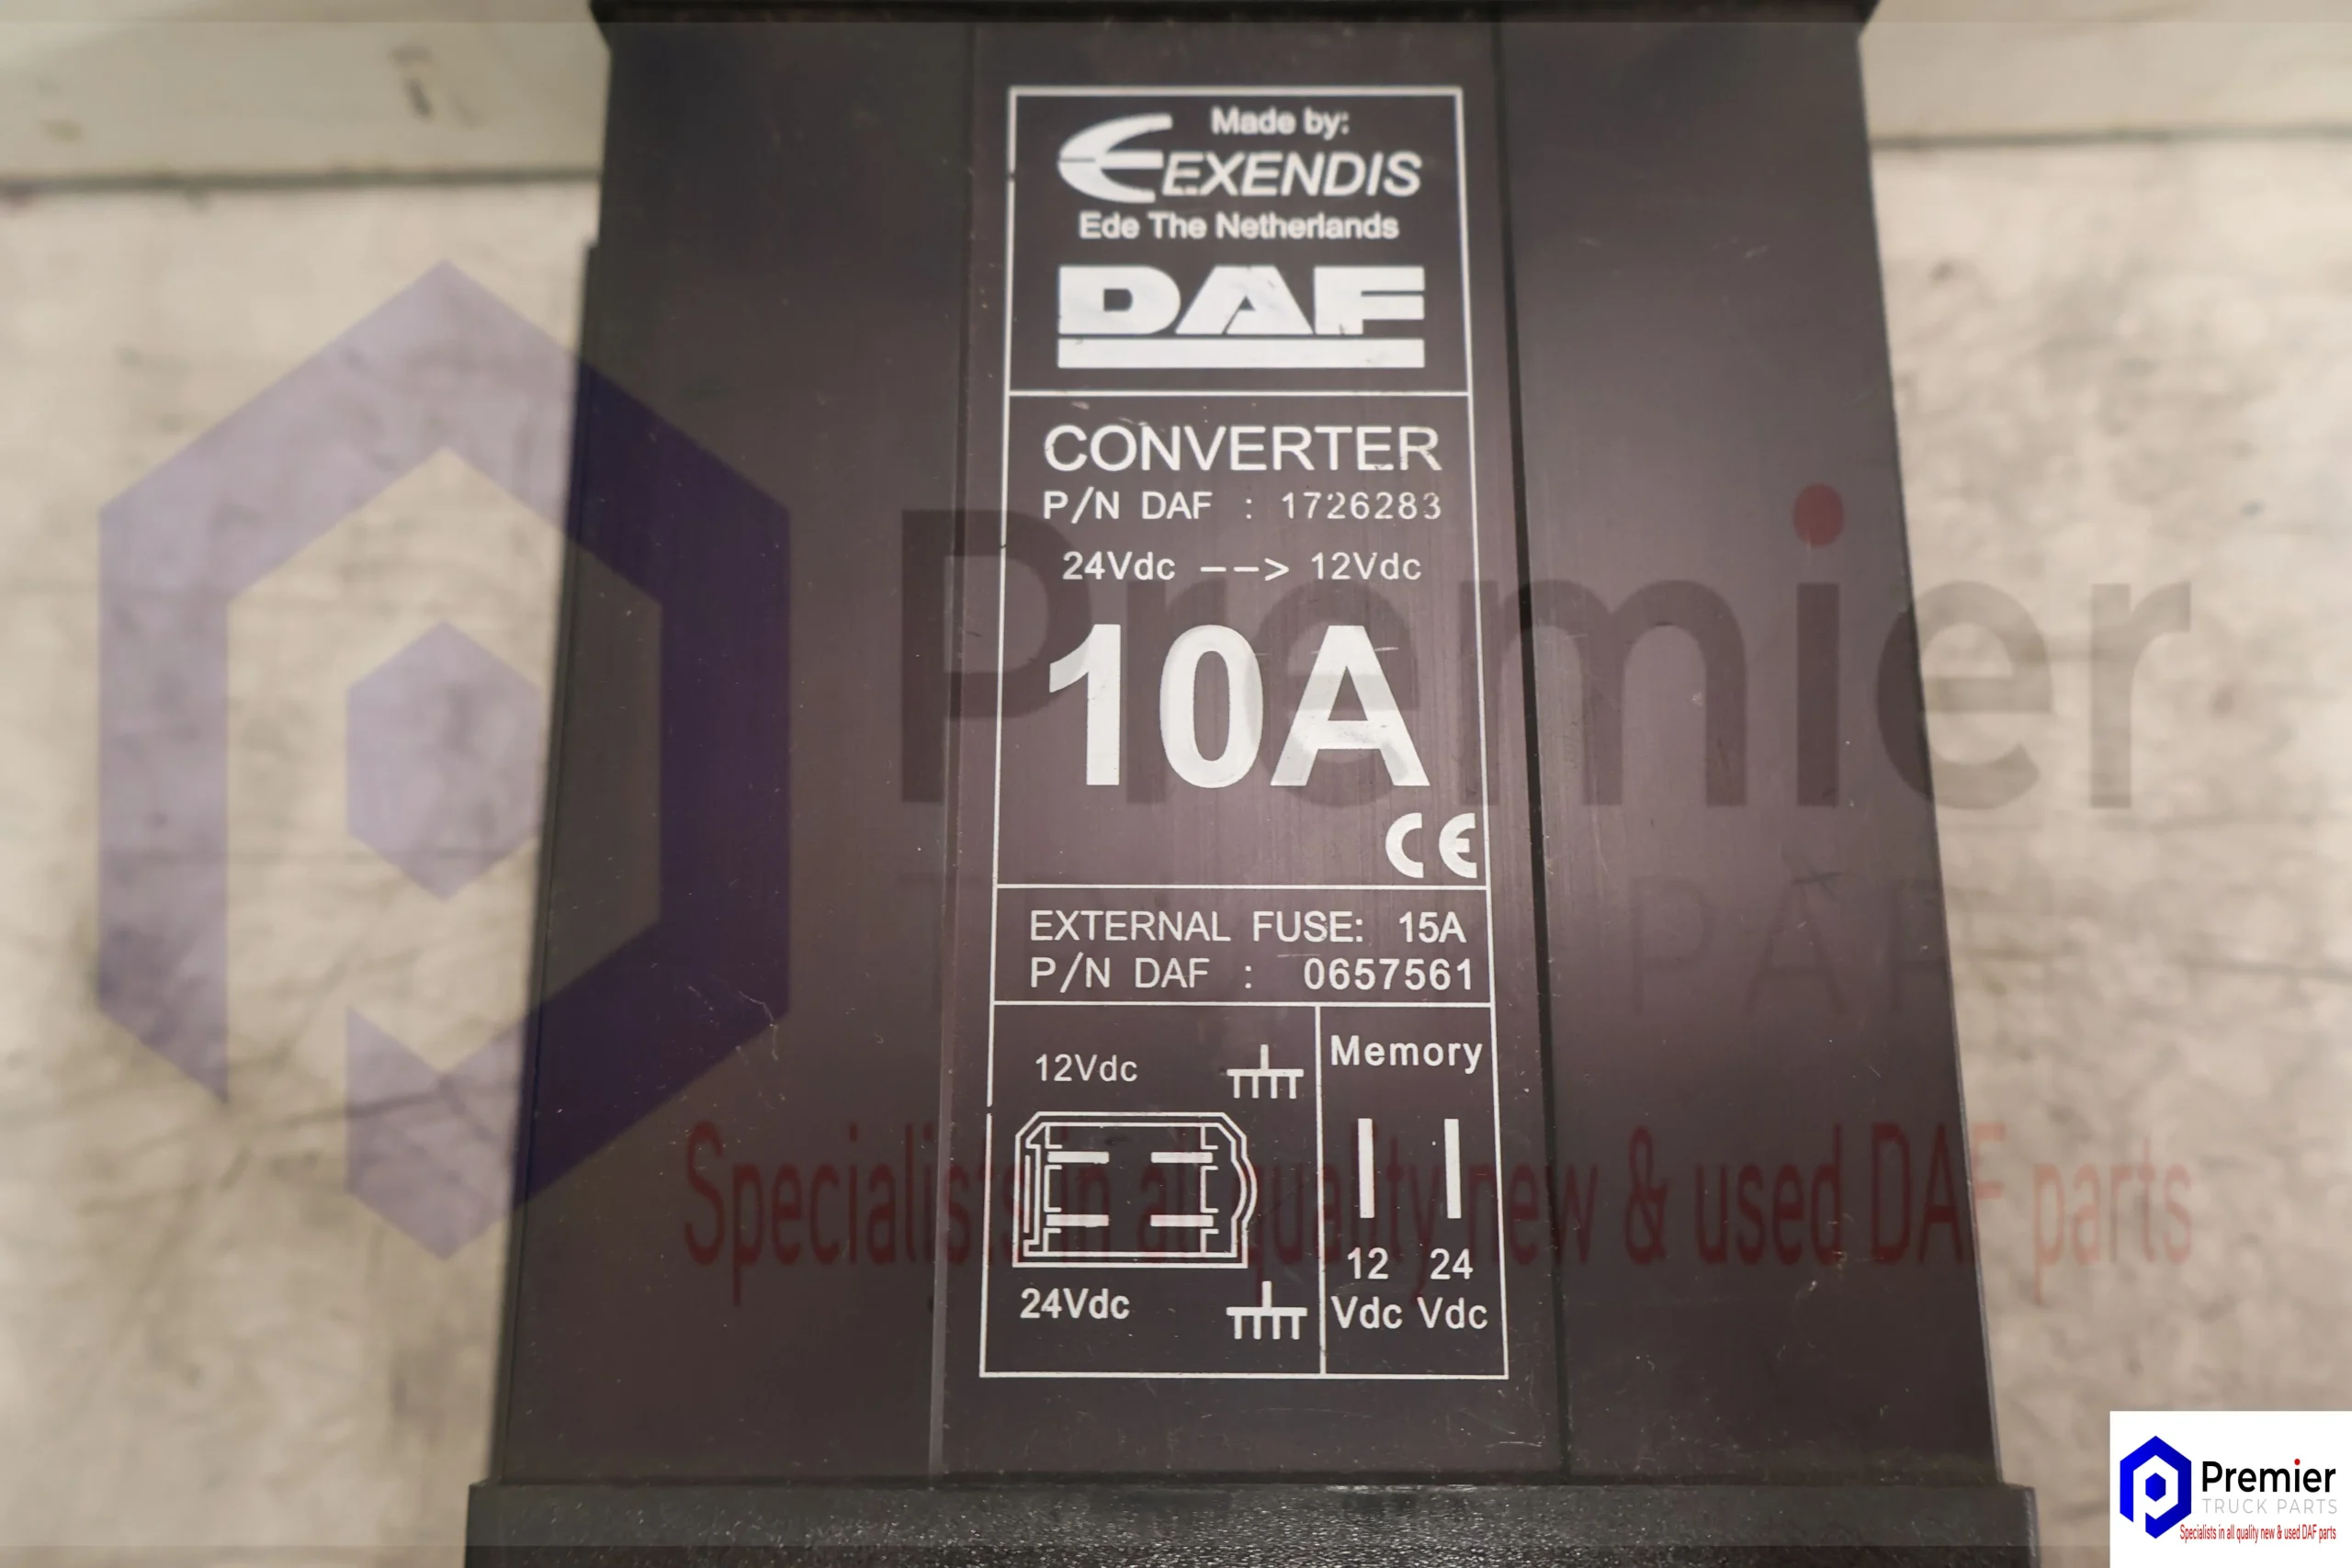 Made by:
EXENDIS
Ede The Netherlands
DAF
CONVERTER
P/N DAF : 1726283
24Vdc --> 12Vdc
10A
CE
EXTERNAL FUSE: 15A
P/N DAF : 0657561
12Vdc
Memory
24Vdc
12 24
Vdc Vdc
Premier
TRUCK PARTS
Specialists in all quality new & used DAF parts
Premier
TRUCK PARTS
Specialists in all quality new & used DAF parts